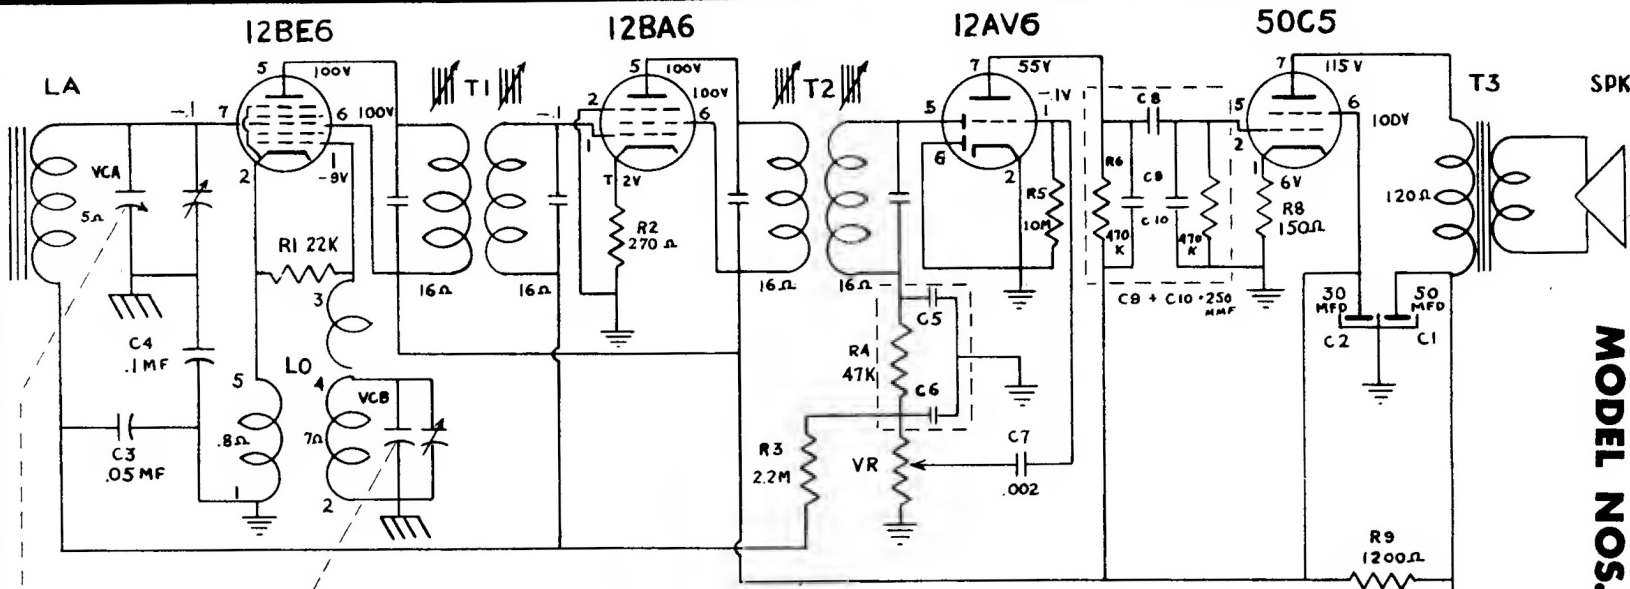 12BE6
12BA6
12AV6
50C5
LA
5
100V
T1
5
100V
T2
7
55V
7
115V
T3
SPK
-.1
7
6
100V
2
-.1
1
100V
6
5
-.1V
1
6
C8
5
2
6
100V
VCA
5Ω
2
1
-9V
T.2V
2
R5
10M
R6
C9
C10
470
K
470
K
1
6V
R8
150Ω
120Ω
R1 22K
R2
270 Ω
3
16Ω
16Ω
16Ω
16Ω
C9 + C10 = 250
MMF
30
MFD
50
MFD
C2
C1
C5
C4
.1MF
LO
R4
47K
C6
5
4
VCB
.8Ω
7Ω
C3
.05MF
R3
2.2M
VR
C7
.002
1
2
R9
1200Ω
MODEL NOS.